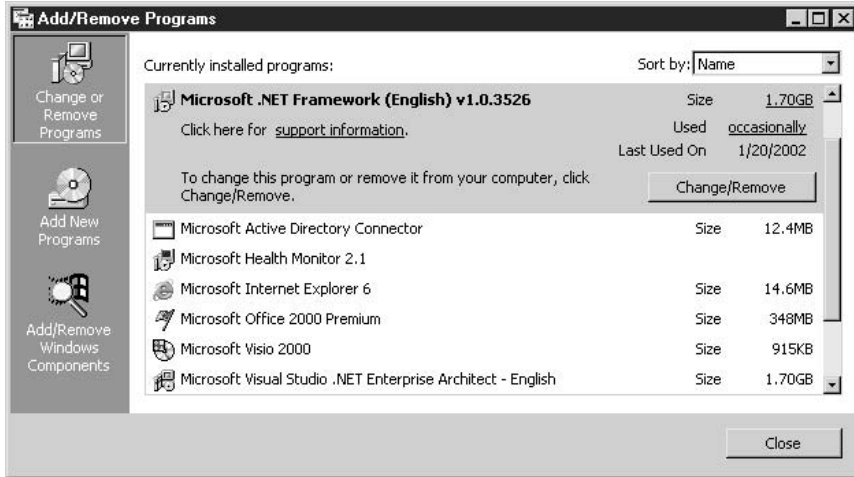 Add/Remove Programs
Change or
Remove
Programs
Add New
Programs
Add/Remove
Windows
Components
Currently installed programs:
Sort by: Name
Microsoft .NET Framework (English) v1.0.3526
Size 1.70GB
Click here for support information.
Used occasionally
Last Used On 1/20/2002
To change this program or remove it from your computer, click
Change/Remove.
Change/Remove
Microsoft Active Directory Connector Size 12.4MB
Microsoft Health Monitor 2.1
Microsoft Internet Explorer 6 Size 14.6MB
Microsoft Office 2000 Premium Size 348MB
Microsoft Visio 2000 Size 915KB
Microsoft Visual Studio .NET Enterprise Architect - English Size 1.70GB
Close